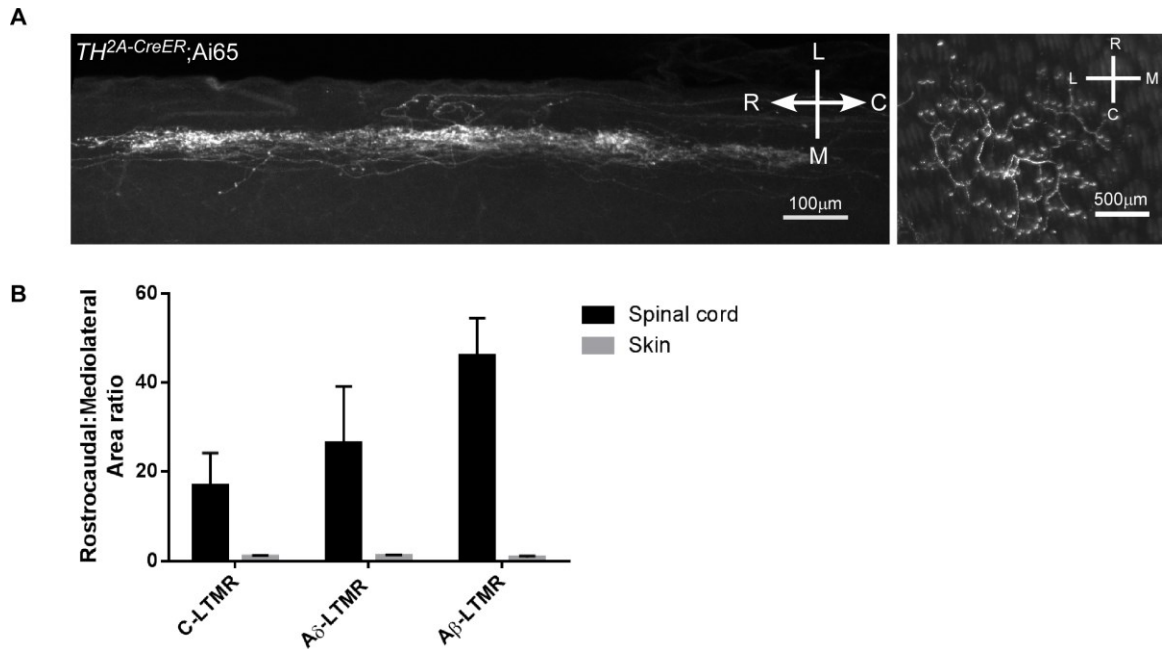 A
TH2A-CreER;Ai65
L
R
C
M
100μm
R
L
M
C
500μm
B
Rostrocaudal:Mediolateral
Area ratio
60
40
20
0
Spinal cord
Skin
C-LTMR
Aδ-LTMR
Aβ-LTMR